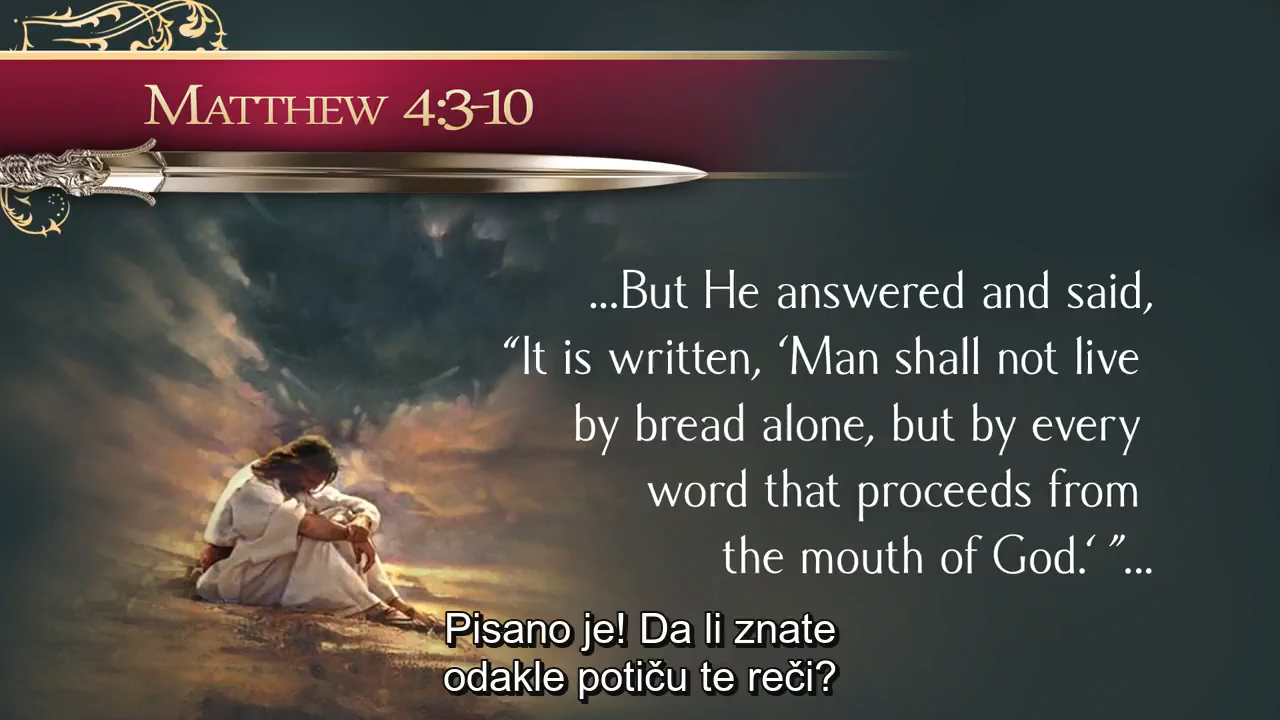 Matthew 4:3-10
...But He answered and said,
“It is written, ‘Man shall not live
by bread alone, but by every
word that proceeds from
the mouth of God.‘ ”...
Pisano je! Da li znate
odakle potiču te reči?